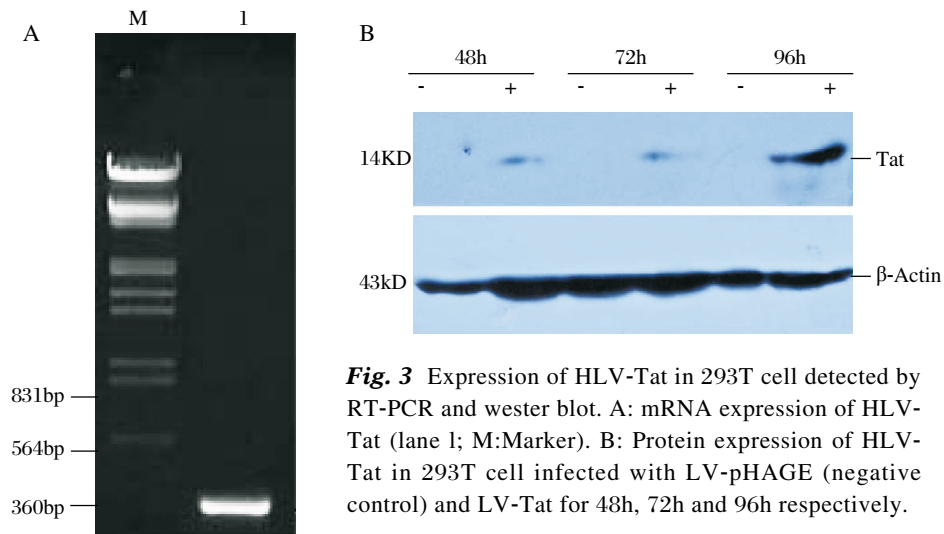 A
M 1
831bp
564bp
360bp
B
48h 72h 96h
- + - + - +
14KD Tat
43kD β-Actin
Fig. 3 Expression of HLV-Tat in 293T cell detected by
RT-PCR and wester blot. A: mRNA expression of HLV-
Tat (lane 1; M:Marker). B: Protein expression of HLV-
Tat in 293T cell infected with LV-pHAGE (negative
control) and LV-Tat for 48h, 72h and 96h respectively.